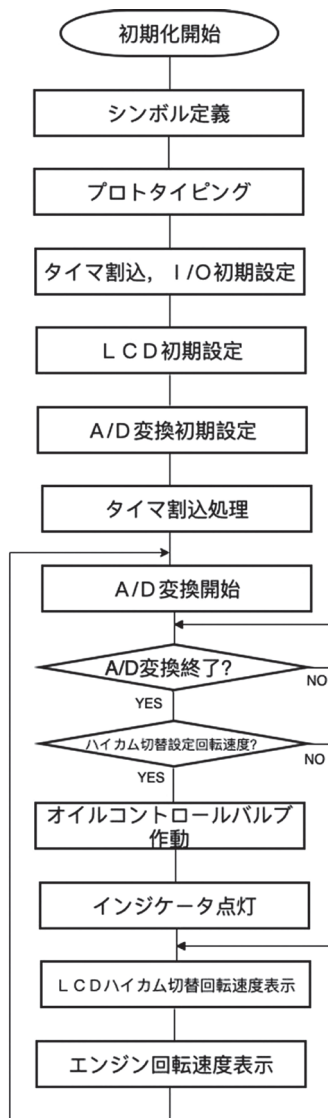 初期化開始
シンボル定義
プロトタイピング
タイマ割込，Ｉ/Ｏ初期設定
ＬＣＤ初期設定
Ａ/Ｄ変換初期設定
タイマ割込処理
Ａ/Ｄ変換開始
A/D変換終了?
NO
YES
ハイカム切替設定回転速度?
NO
YES
オイルコントロールバルブ
作動
インジケータ点灯
ＬＣＤハイカム切替回転速度表示
エンジン回転速度表示